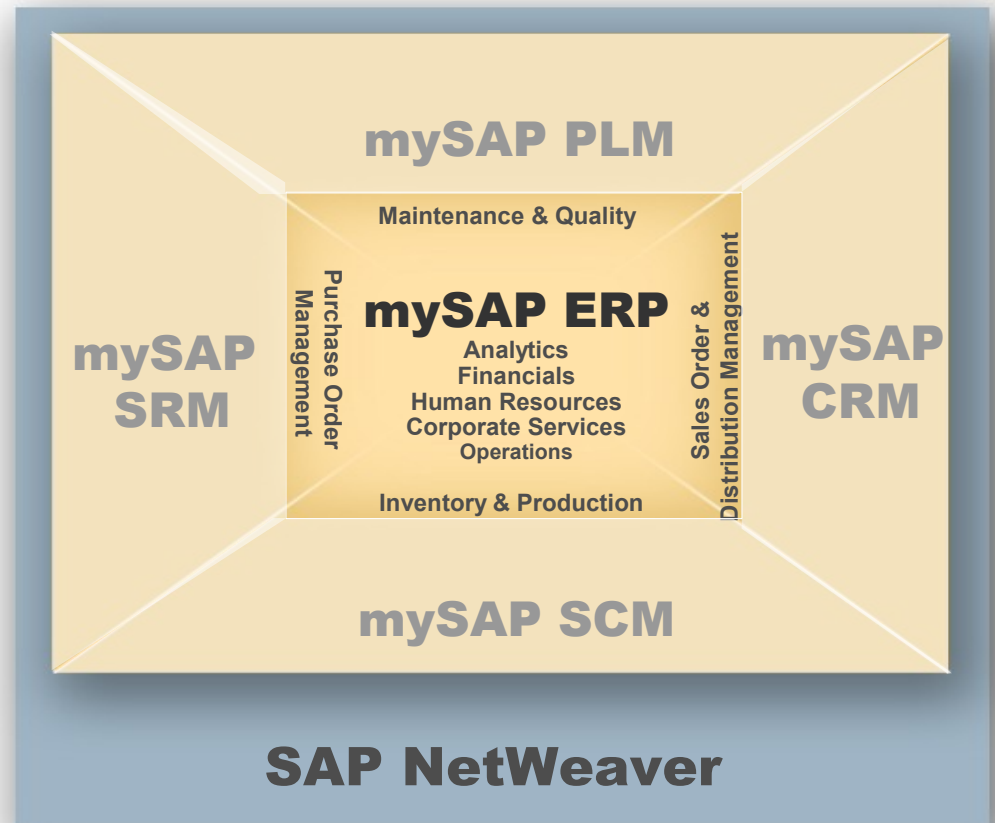 mySAP PLM
Maintenance & Quality
mySAP
SRM
Purchase Order
Management
mySAP ERP
Analytics
Financials
Human Resources
Corporate Services
Operations
Sales Order &
Distribution Management
mySAP
CRM
Inventory & Production
mySAP SCM
SAP NetWeaver